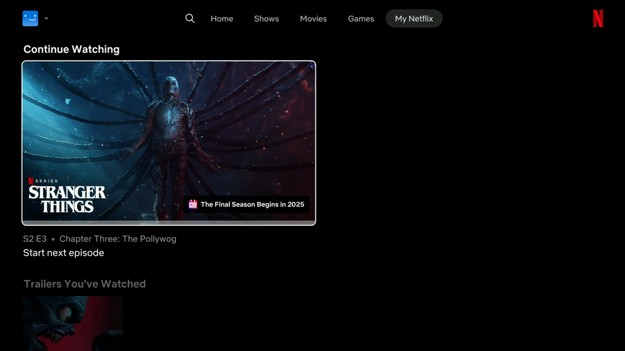 Home
Shows
Movies
Games
My Netflix
N
Continue Watching
N SERIES
STRANGER
THINGS
The Final Season Begins in 2025
S2 E3 • Chapter Three: The Pollywog
Start next episode
Trailers You've Watched